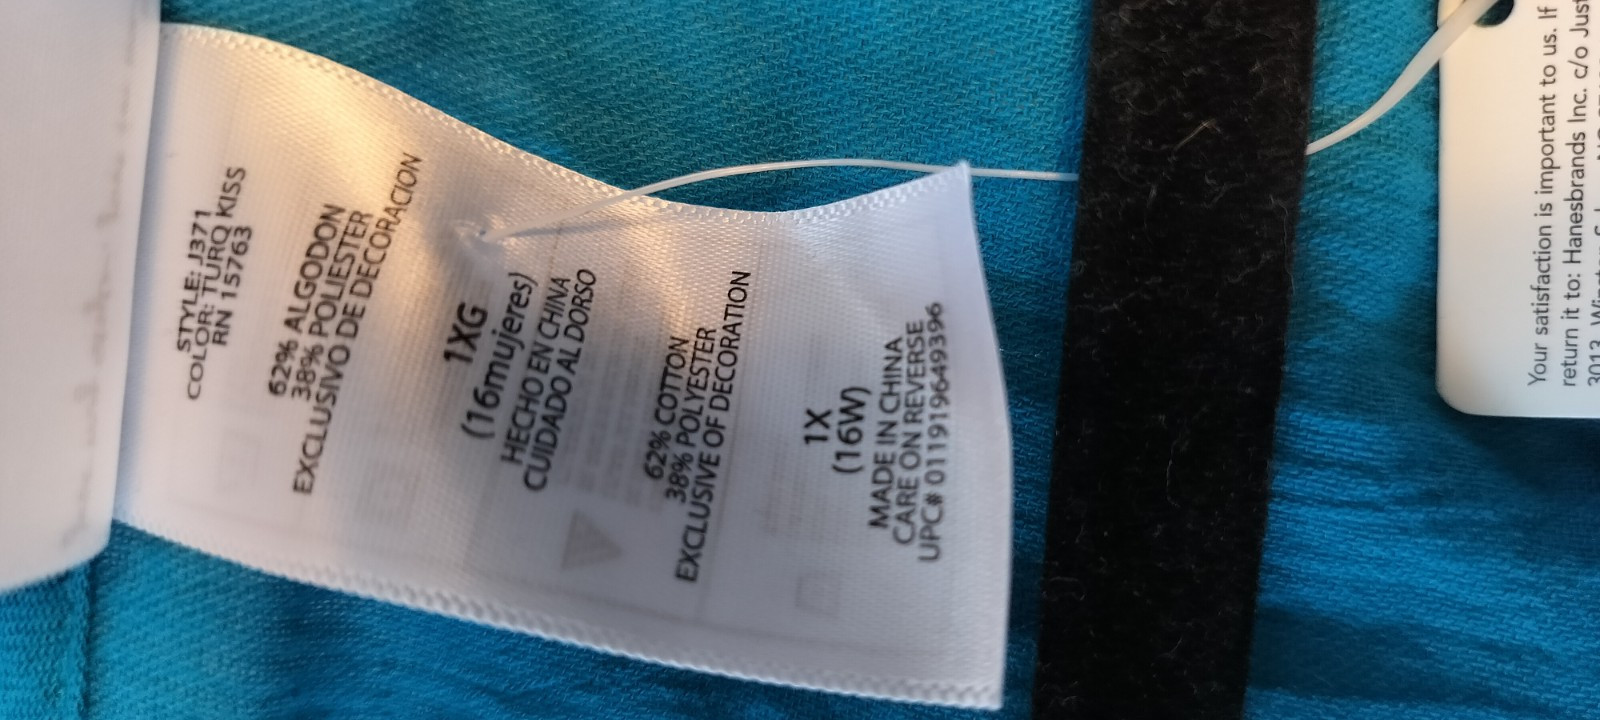 STYLE: J371
COLOR: TURQ KISS
RN 15763
62% ALGODON
38% POLIESTER
EXCLUSIVO DE DECORACION
1XG
(16mujeres)
HECHO EN CHINA
CUIDADO AL DORSO
62% COTTON
38% POLYESTER
EXCLUSIVE OF DECORATION
1X
(16W)
MADE IN CHINA
CARE ON REVERSE
UPC# 011919649396
Your satisfaction is important to us. If
return it to: Hanesbrands Inc. c/o Just
3013